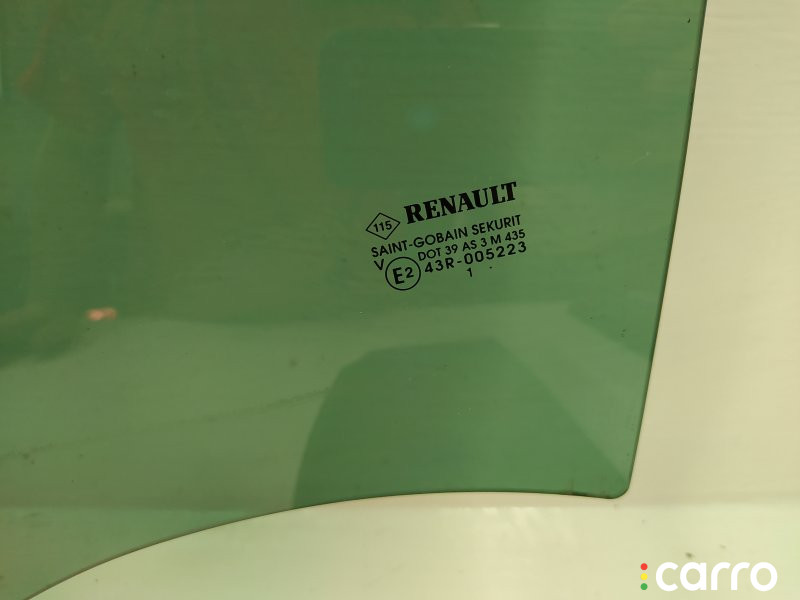 115 RENAULT
SAINT-GOBAIN SEKURIT
V DOT 39 AS 3 M 435
E2 43R-005223
1 .
carro